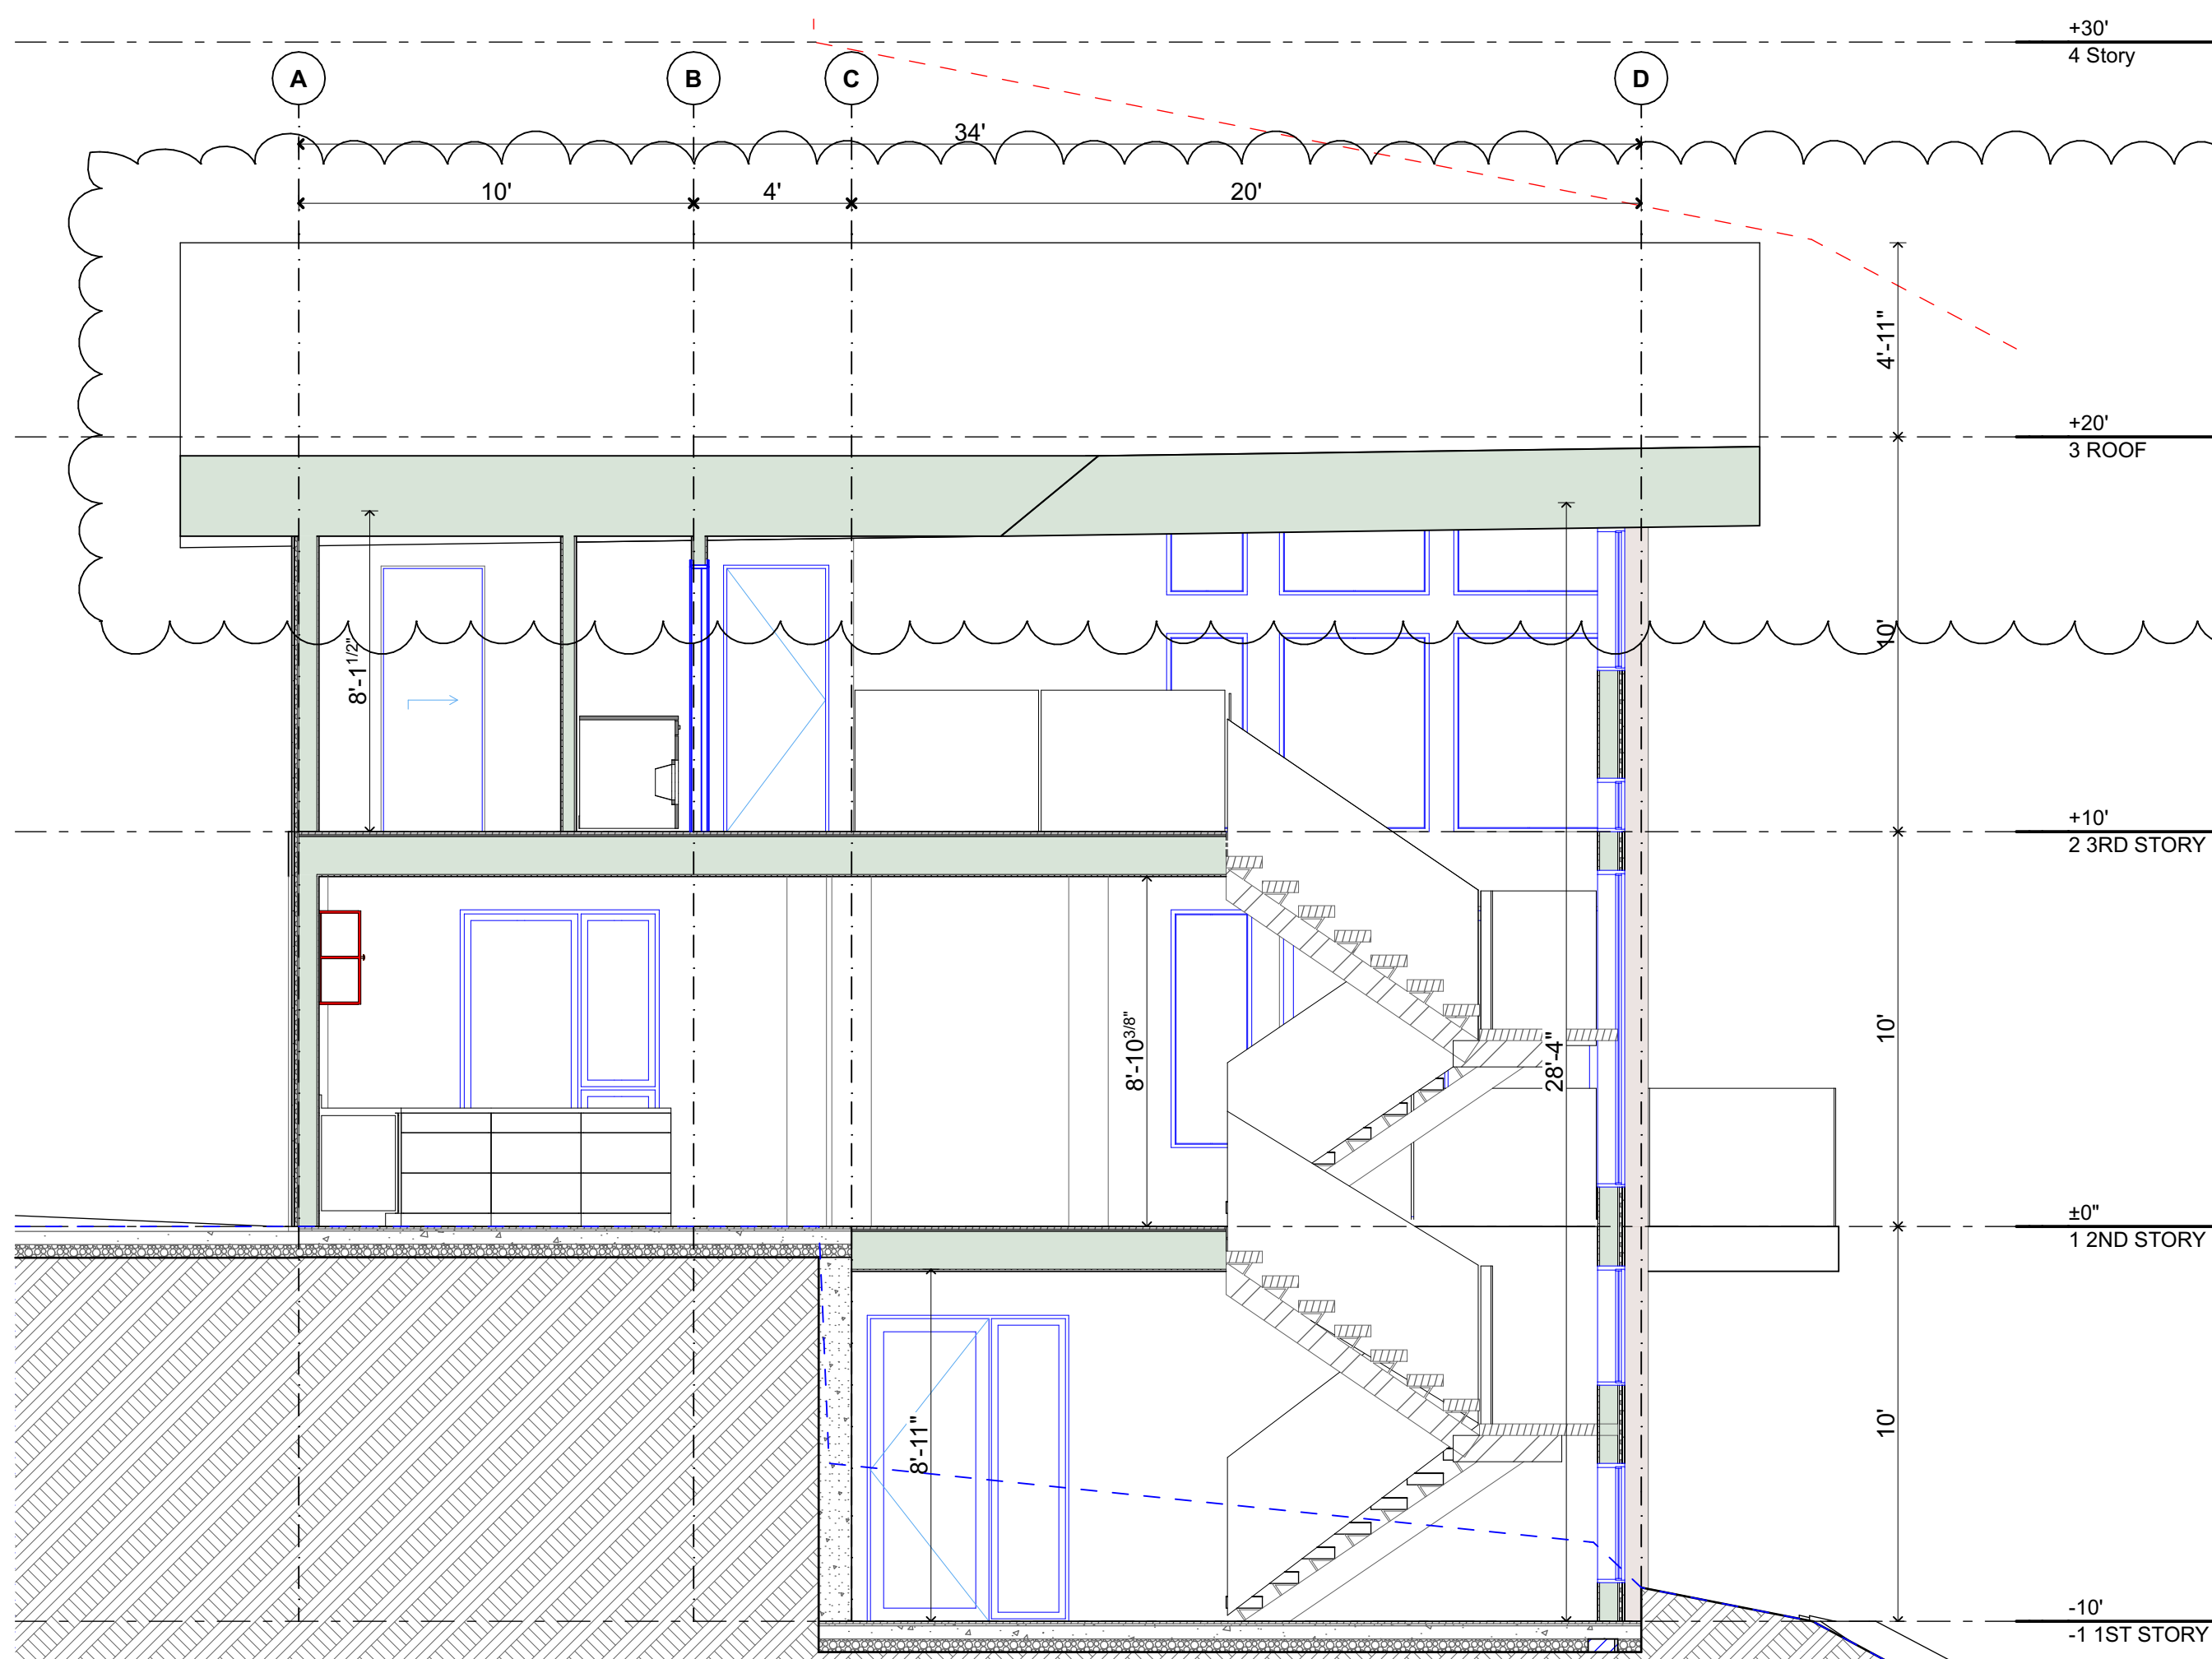 +30'
4 Story
A B C D
34'
10' 4' 20'
4'-11"
+20'
3 ROOF
10'
8'-1 1/2"
+10'
2 3RD STORY
10'
8'-10 3/8"
28'-4"
±0"
1 2ND STORY
10'
8'-11"
-10'
-1 1ST STORY